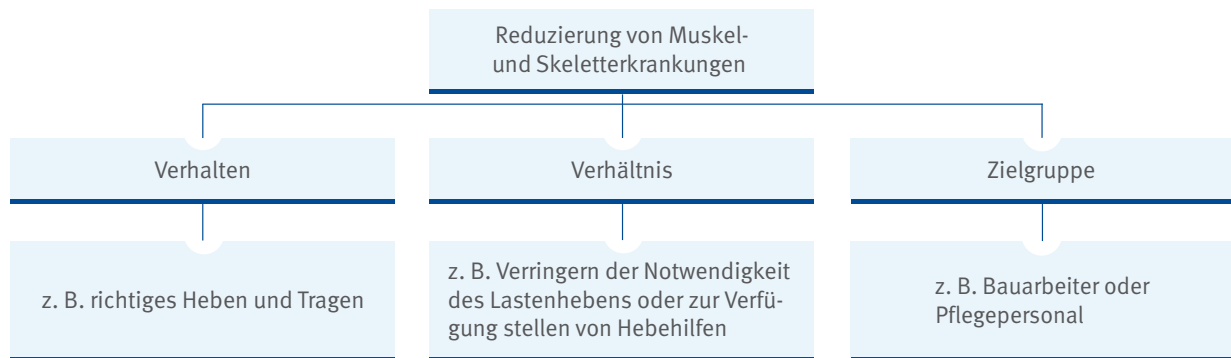 Reduzierung von Muskel-
und Skeletterkrankungen
Verhalten
Verhältnis
Zielgruppe
z. B. richtiges Heben und Tragen
z. B. Verringern der Notwendigkeit
des Lastenhebens oder zur Verfü-
gung stellen von Hebehilfen
z. B. Bauarbeiter oder
Pflegepersonal